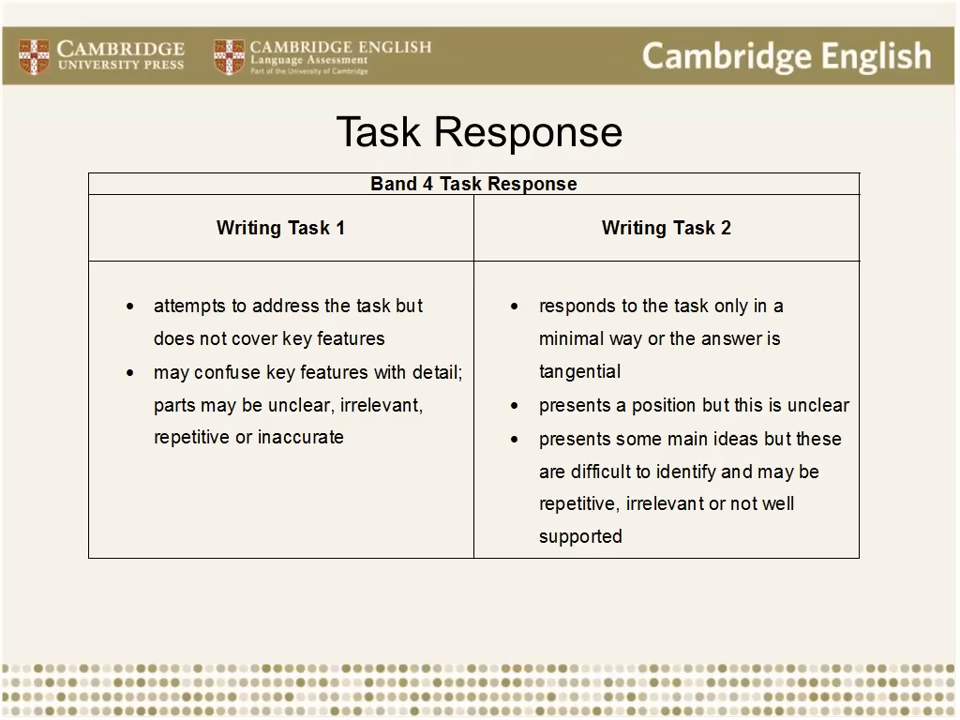 CAMBRIDGE
UNIVERSITY PRESS
CAMBRIDGE ENGLISH
Language Assessment
Part of the University of Cambridge
Cambridge English
Task Response
Band 4 Task Response
Writing Task 1
Writing Task 2
• attempts to address the task but
does not cover key features
• may confuse key features with detail;
parts may be unclear, irrelevant,
repetitive or inaccurate
• responds to the task only in a
minimal way or the answer is
tangential
• presents a position but this is unclear
• presents some main ideas but these
are difficult to identify and may be
repetitive, irrelevant or not well
supported